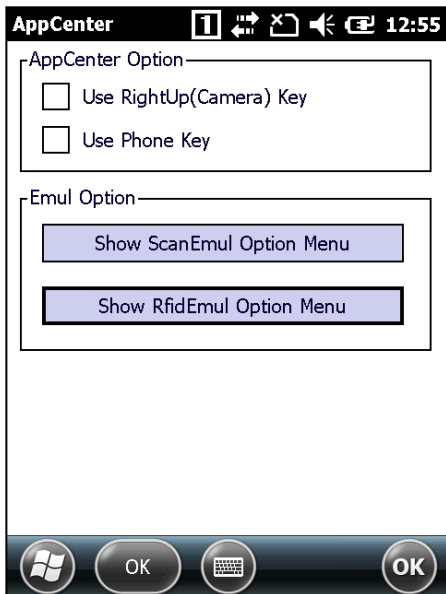 AppCenter 1 12:55
AppCenter Option
Use RightUp(Camera) Key
Use Phone Key
Emul Option
Show ScanEmul Option Menu
Show RfidEmul Option Menu
OK OK